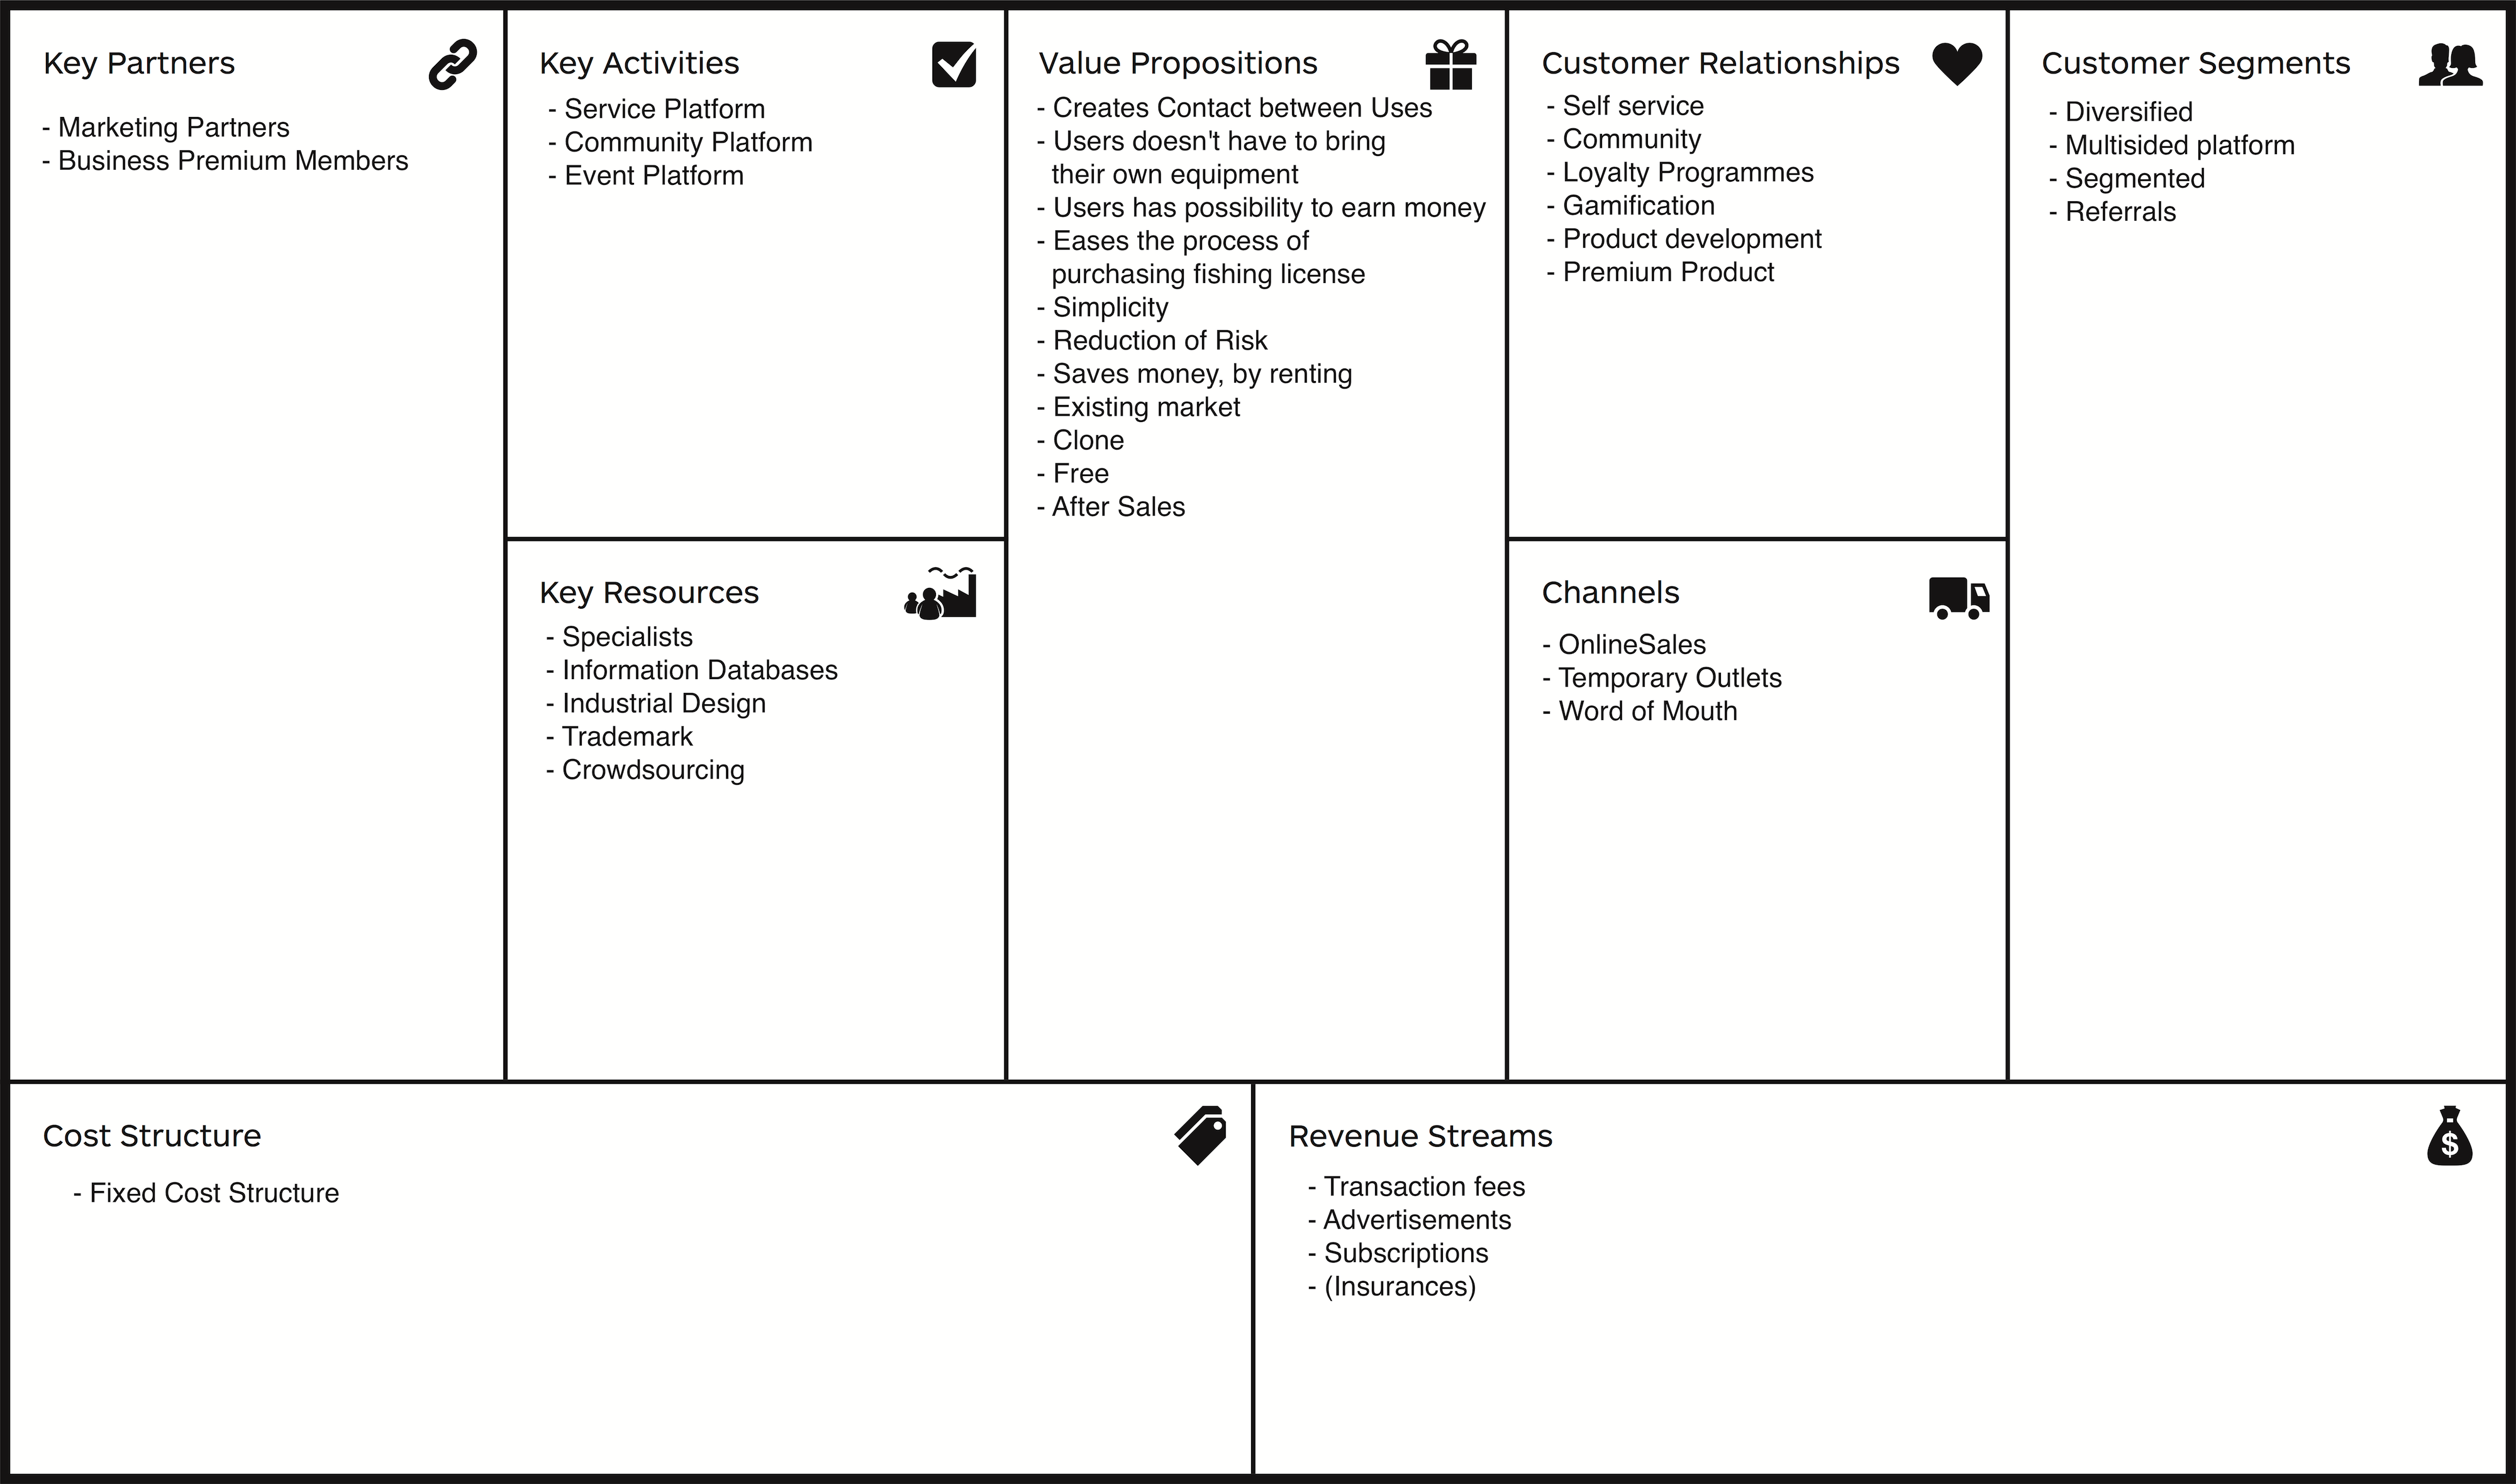 Key Partners
- Marketing Partners
- Business Premium Members
Key Activities
- Service Platform
- Community Platform
- Event Platform
Key Resources
- Specialists
- Information Databases
- Industrial Design
- Trademark
- Crowdsourcing
Value Propositions
- Creates Contact between Uses
- Users doesn't have to bring
their own equipment
- Users has possibility to earn money
- Eases the process of
purchasing fishing license
- Simplicity
- Reduction of Risk
- Saves money, by renting
- Existing market
- Clone
- Free
- After Sales
Customer Relationships
- Self service
- Community
- Loyalty Programmes
- Gamification
- Product development
- Premium Product
Channels
- OnlineSales
- Temporary Outlets
- Word of Mouth
Customer Segments
- Diversified
- Multisided platform
- Segmented
- Referrals
Cost Structure
- Fixed Cost Structure
Revenue Streams
$
- Transaction fees
- Advertisements
- Subscriptions
- (Insurances)